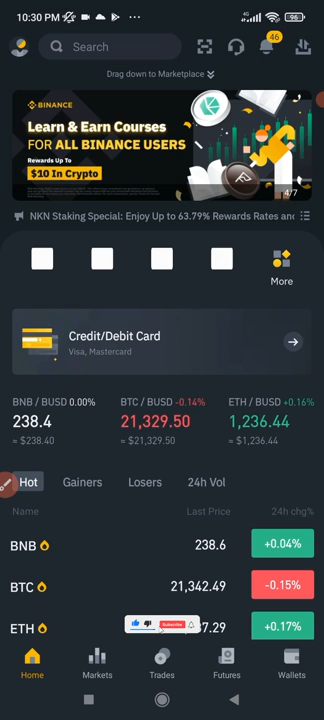 10:30 PM
4G
96
Search
46
Drag down to Marketplace
BINANCE
Learn & Earn Courses
FOR ALL BINANCE USERS
Rewards Up To
$10 In Crypto
4/7
NKN Staking Special: Enjoy Up to 63.79% Rewards Rates and
More
Credit/Debit Card
Visa, Mastercard
BNB / BUSD 0.00% BTC / BUSD -0.14% ETH / BUSD +0.16%
238.4 21,329.50 1,236.44
≈ $238.40 ≈ $21,329.50 ≈ $1,236.44
Hot Gainers Losers 24h Vol
Name Last Price 24h chg%
BNB 238.6 +0.04%
BTC 21,342.49 -0.15%
ETH 37.29 +0.17%
Subscribe
Home Markets Trades Futures Wallets